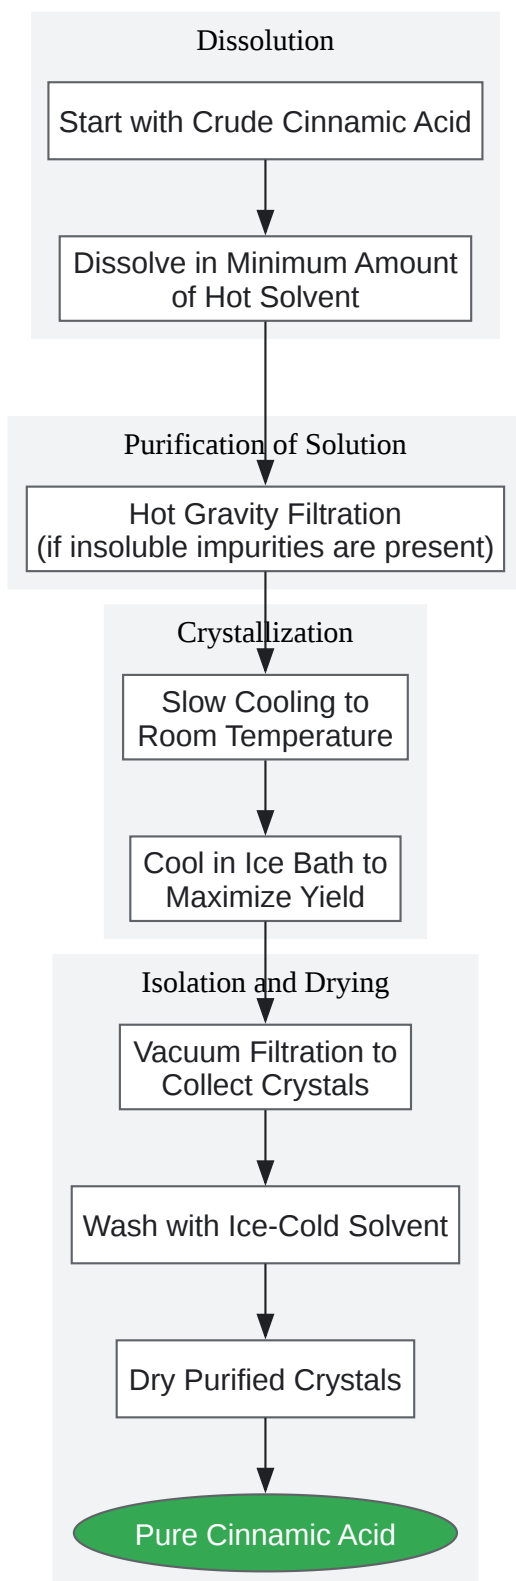 Dissolution
Start with Crude Cinnamic Acid
Dissolve in Minimum Amount
of Hot Solvent
Purification of Solution
Hot Gravity Filtration
(if insoluble impurities are present)
Crystallization
Slow Cooling to
Room Temperature
Cool in Ice Bath to
Maximize Yield
Isolation and Drying
Vacuum Filtration to
Collect Crystals
Wash with Ice-Cold Solvent
Dry Purified Crystals
Pure Cinnamic Acid